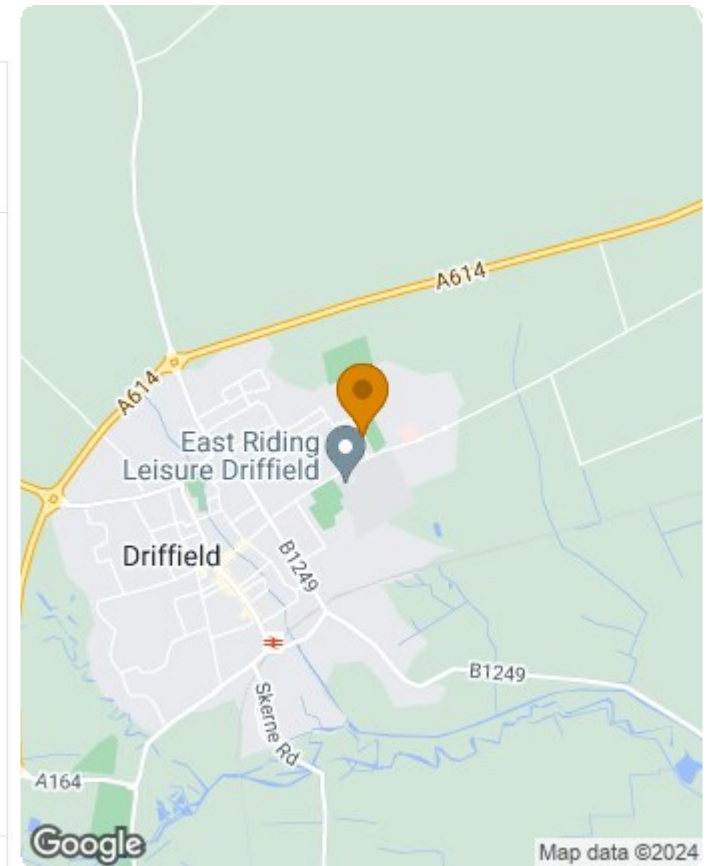 A614
A614
East Riding
Leisure Driffield
Driffield
B1249
B1249
Skerne Rd
A164
Google
Map data ©2024